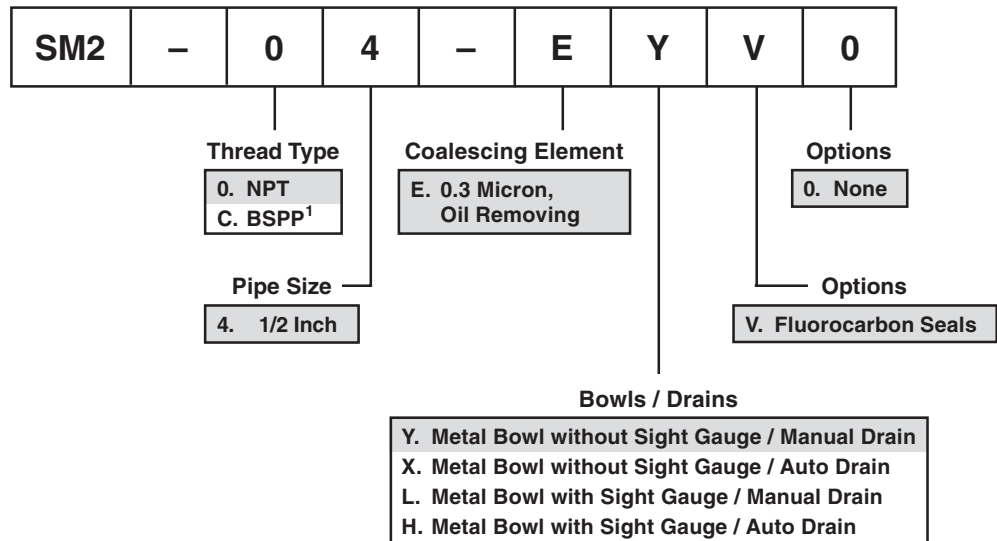 SM2 – 0 4 – E Y V 0
Thread Type
0. NPT
C. BSPP1
Coalescing Element
E. 0.3 Micron,
Oil Removing
Options
0. None
Pipe Size
4. 1/2 Inch
Options
V. Fluorocarbon Seals
Bowls / Drains
Y. Metal Bowl without Sight Gauge / Manual Drain
X. Metal Bowl without Sight Gauge / Auto Drain
L. Metal Bowl with Sight Gauge / Manual Drain
H. Metal Bowl with Sight Gauge / Auto Drain